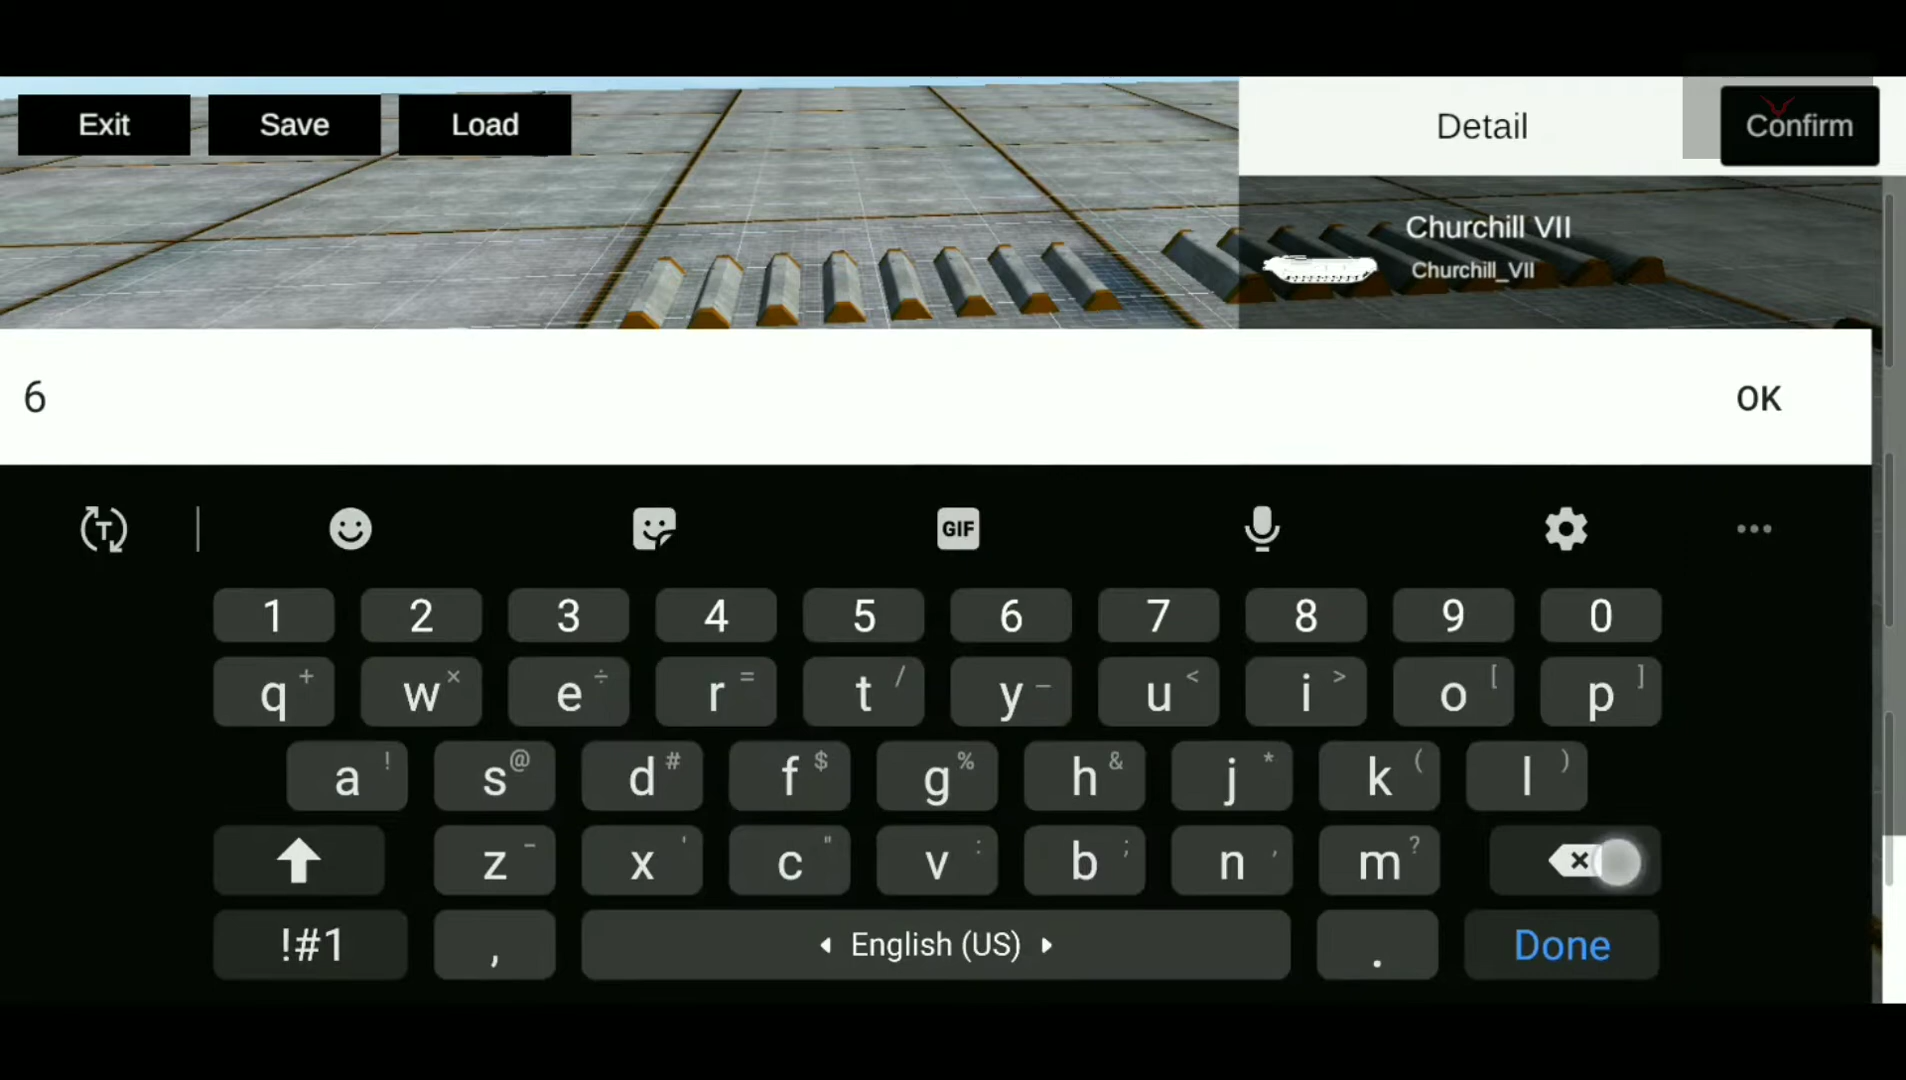 Exit Save Load Detail Confirm
Churchill VII
Churchill_VII
6 OK
GIF
1 2 3 4 5 6 7 8 9 0
q + w × e ÷ r = t / y _ u < i > o [ p ]
a ! s @ d # f $ g % h & j * k ( l )
z - x ' c " v : b ; n , m ?
!#1 , English (US) . Done